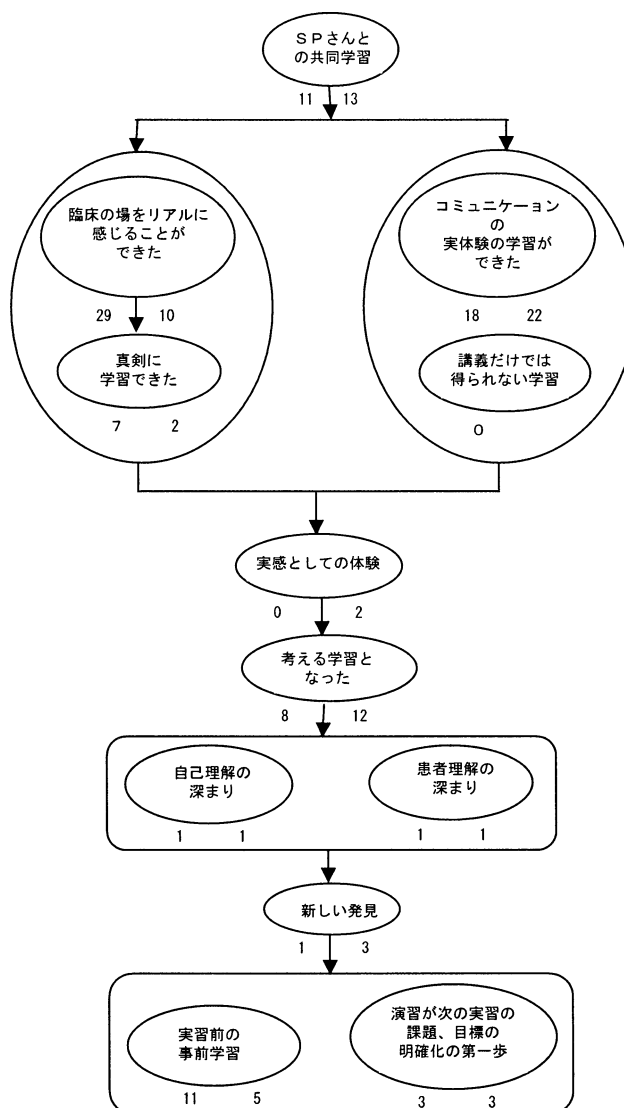 ＳＰさんと
の共同学習
11 13
臨床の場をリアルに
感じることが
できた
29 10
真剣に
学習できた
7 2
コミュニケーション
の
実体験の学習が
できた
18 22
講義だけでは
得られない学習
0
実感としての体験
0 2
考える学習と
なった
8 12
自己理解の
深まり
1 1
患者理解の
深まり
1 1
新しい発見
1 3
実習前の
事前学習
11 5
演習が次の実習の
課題、目標の
明確化の第一歩
3 3